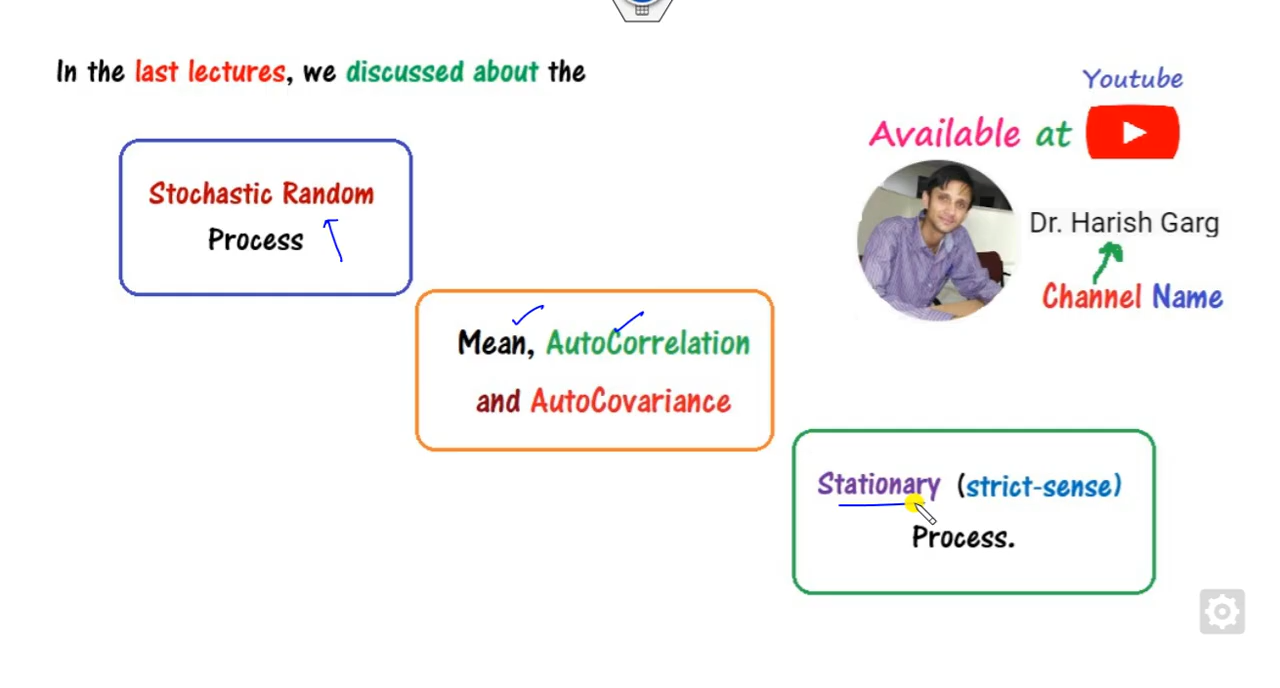 In the last lectures, we discussed about the
Youtube
Available at
Stochastic Random
Process
Dr. Harish Garg
Channel Name
Mean, AutoCorrelation
and AutoCovariance
Stationary (strict-sense)
Process.